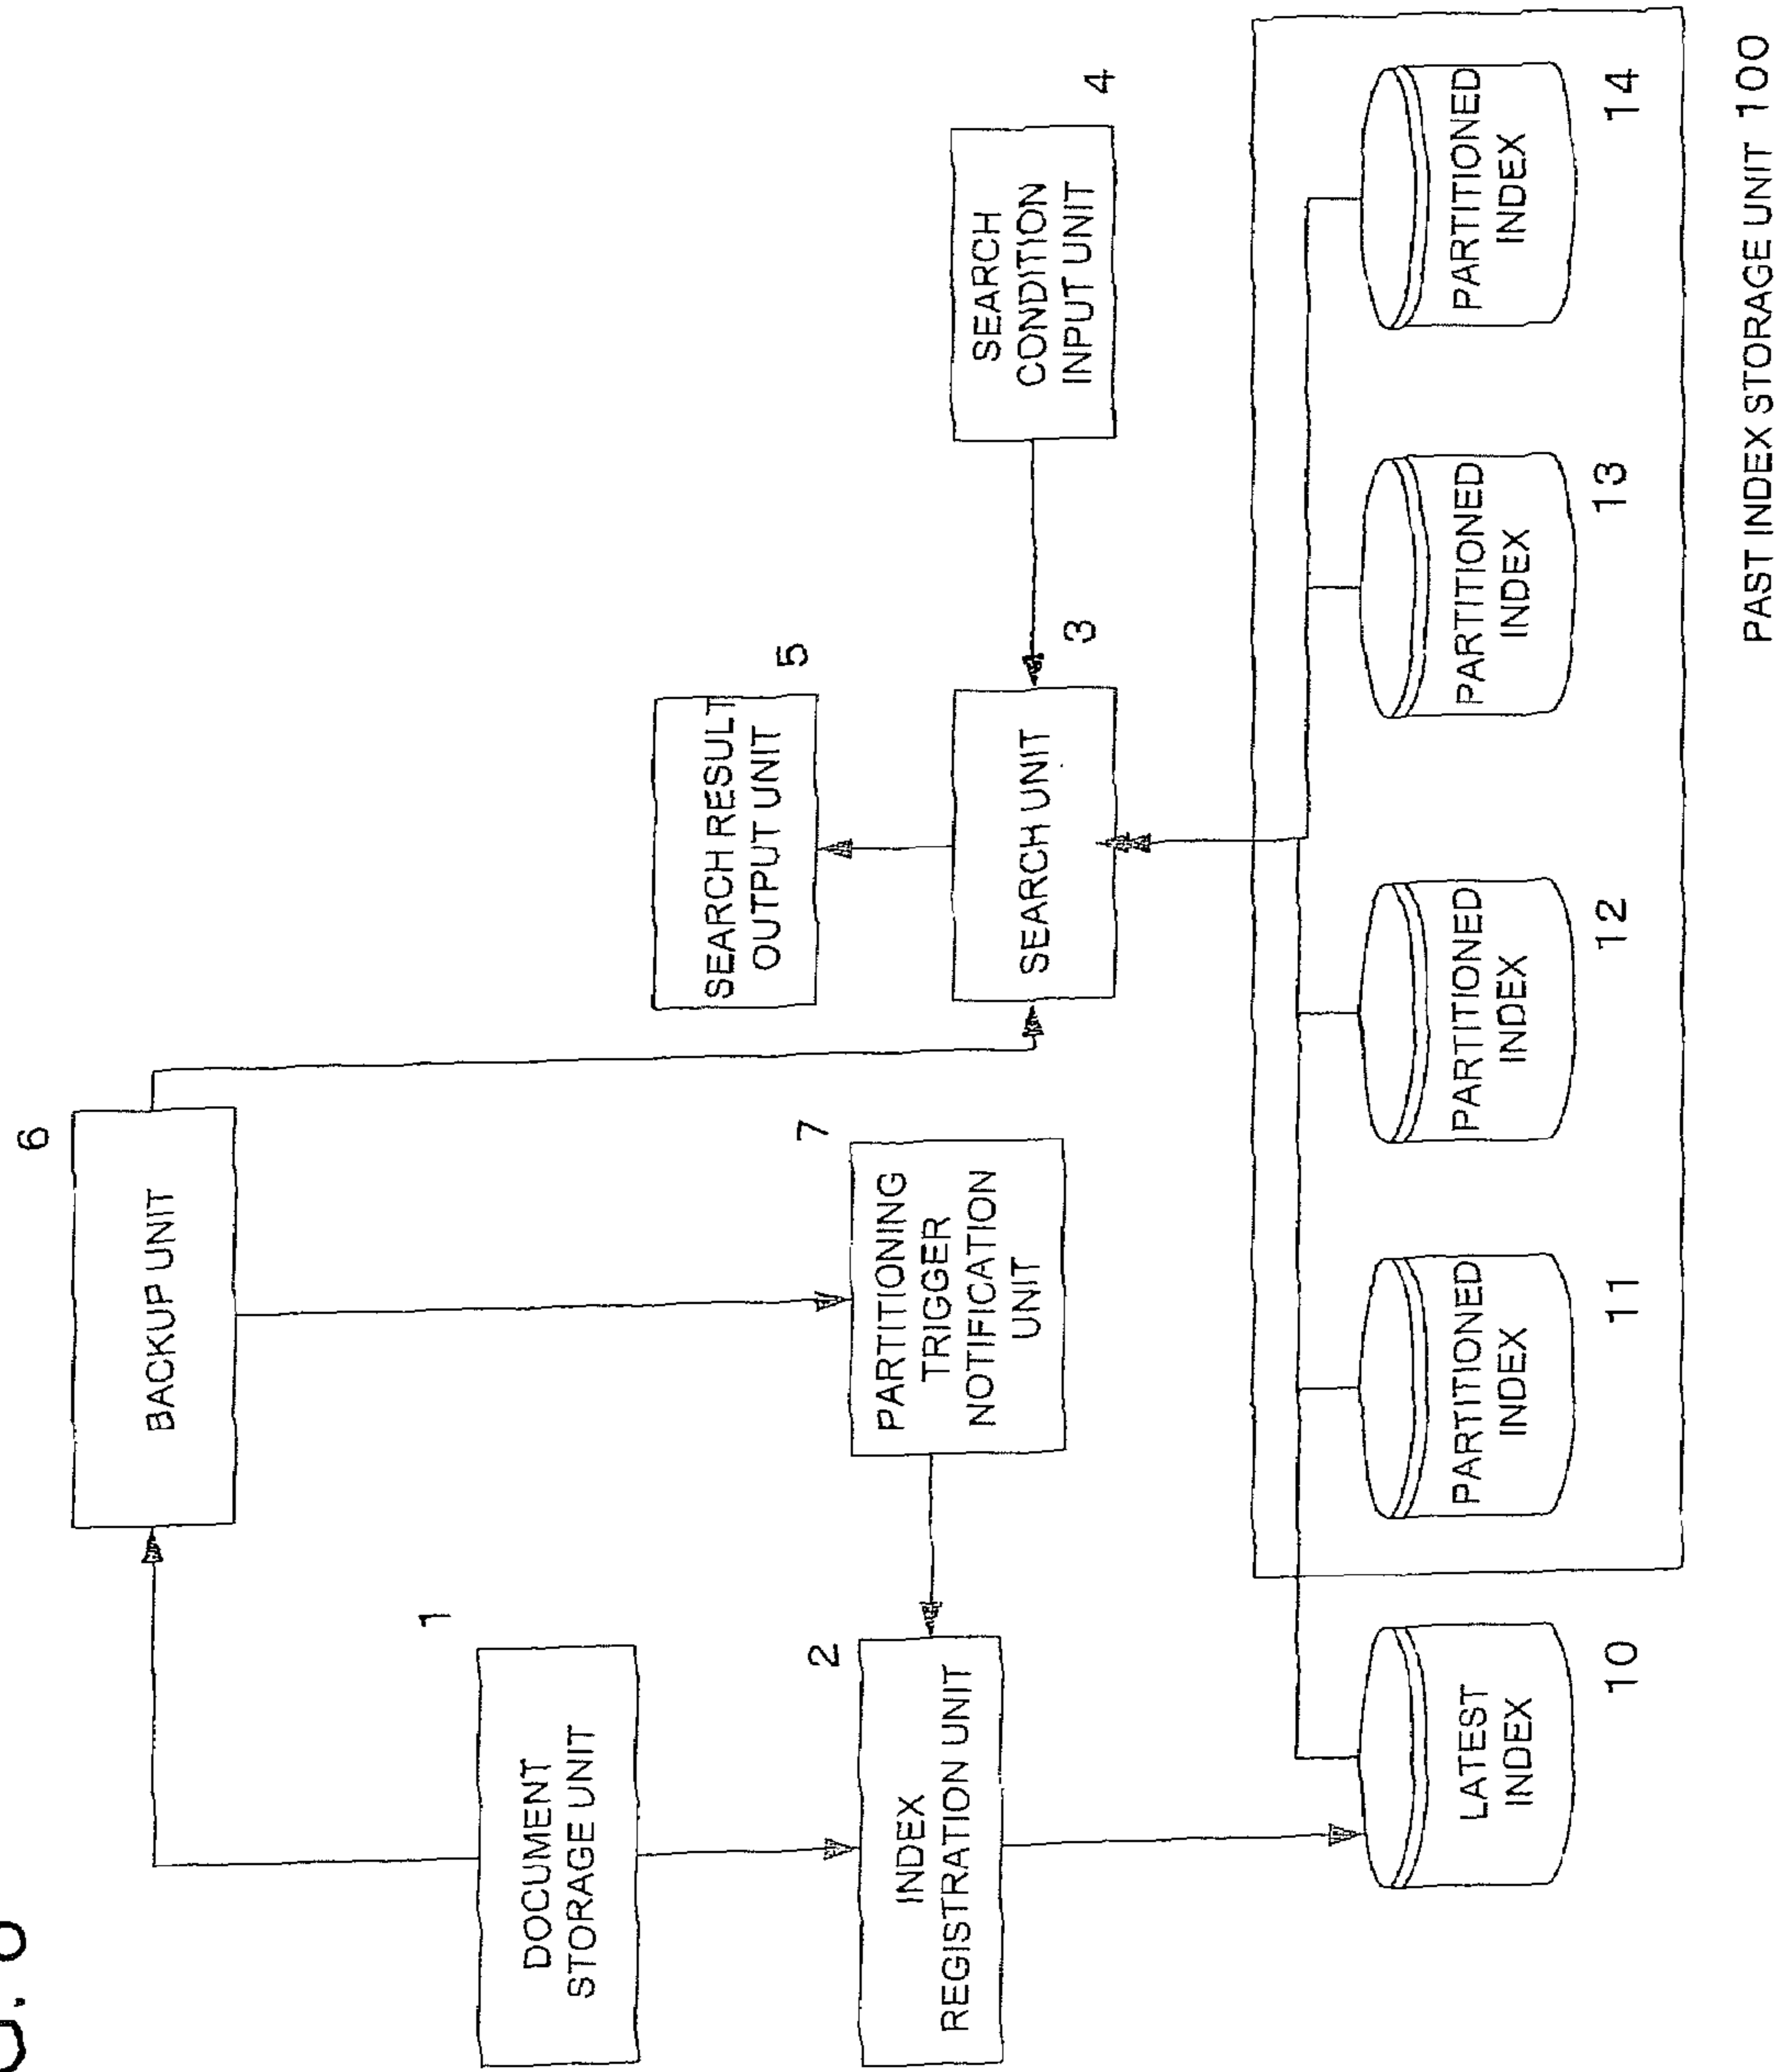 6
BACKUP UNIT
1
DOCUMENT
STORAGE UNIT
5
SEARCH RESULT
OUTPUT UNIT
2
INDEX
REGISTRATION UNIT
7
PARTITIONING
TRIGGER
NOTIFICATION
UNIT
3
SEARCH UNIT
4
SEARCH
CONDITION
INPUT UNIT
LATEST
INDEX
10
PARTITIONED
INDEX
11
PARTITIONED
INDEX
12
PARTITIONED
INDEX
13
PARTITIONED
INDEX
14
PAST INDEX STORAGE UNIT 100